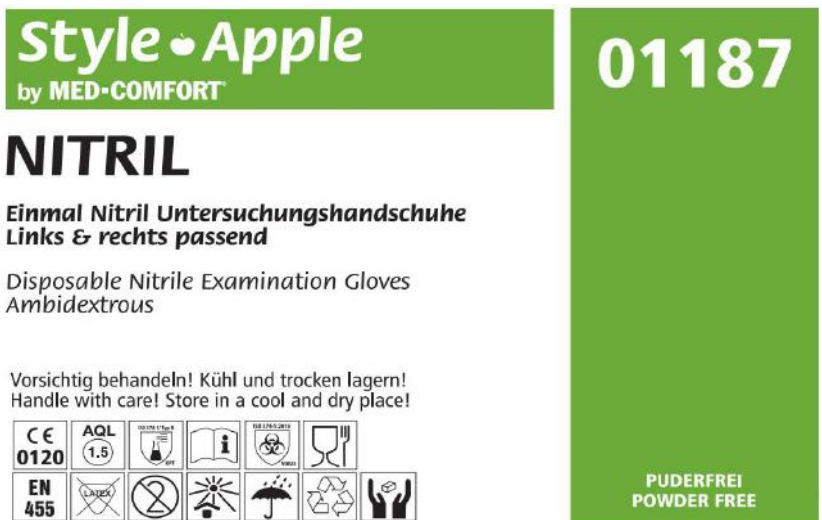 Style Apple
by MED-COMFORT
01187
NITRIL
Einmal Nitril Untersuchungshandschuhe
Links & rechts passend
Disposable Nitrile Examination Gloves
Ambidextrous
Vorsichtig behandeln! Kühl und trocken lagern!
Handle with care! Store in a cool and dry place!
CE
0120
AQL
1.5
i
EN
455
LATEX
2
PUDERFREI
POWDER FREE